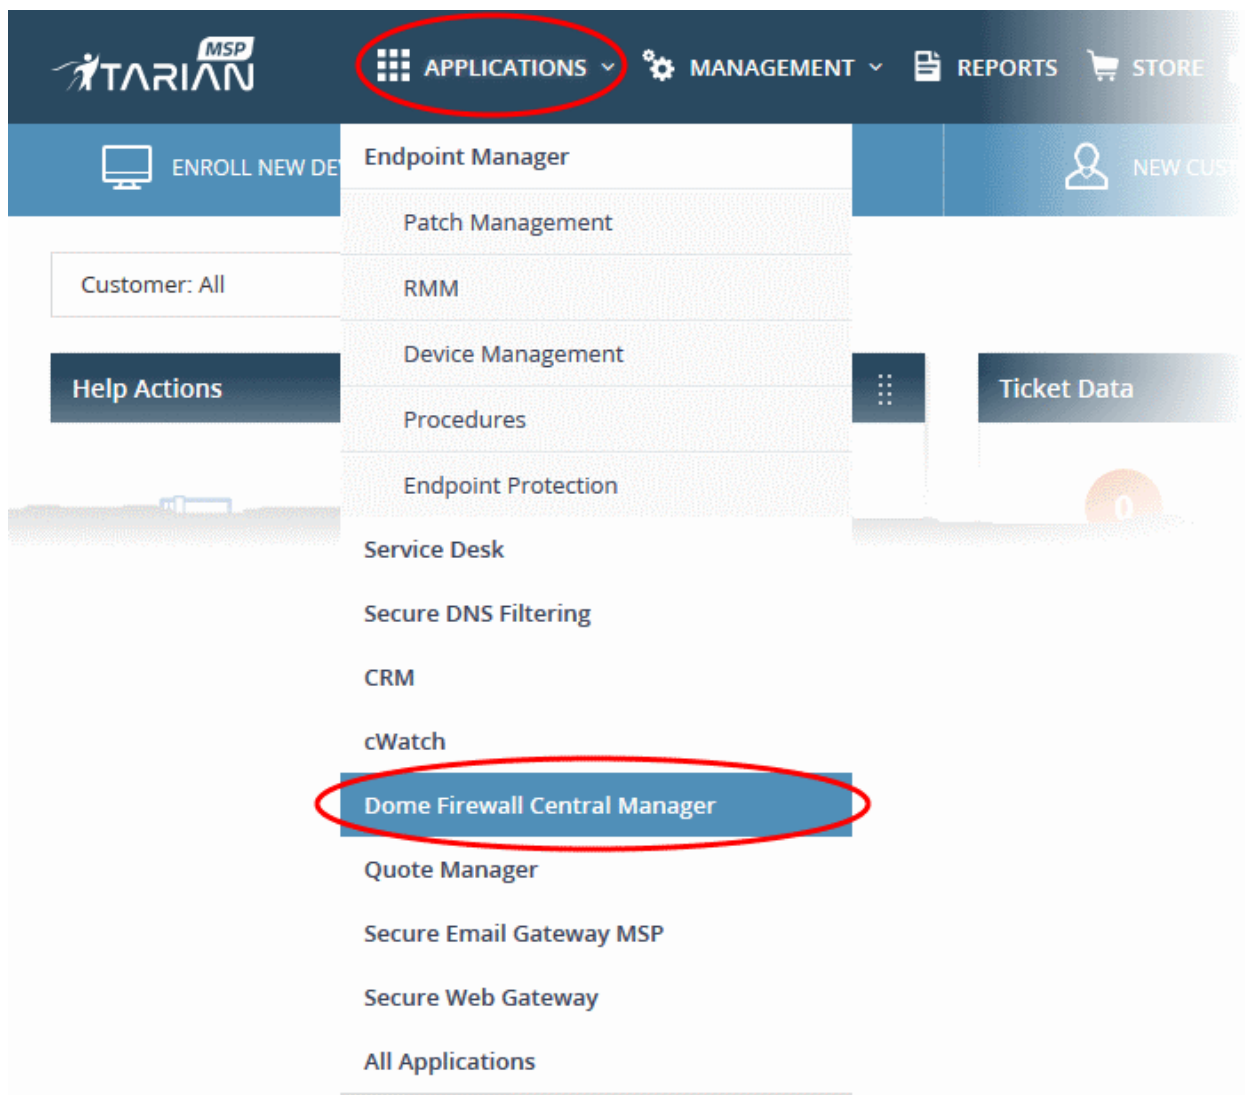 MSP
ITARIAN
APPLICATIONS
MANAGEMENT
REPORTS
STORE
ENROLL NEW DE
NEW CUST
Customer: All
Help Actions
Ticket Data
0
Endpoint Manager
Patch Management
RMM
Device Management
Procedures
Endpoint Protection
Service Desk
Secure DNS Filtering
CRM
cWatch
Dome Firewall Central Manager
Quote Manager
Secure Email Gateway MSP
Secure Web Gateway
All Applications